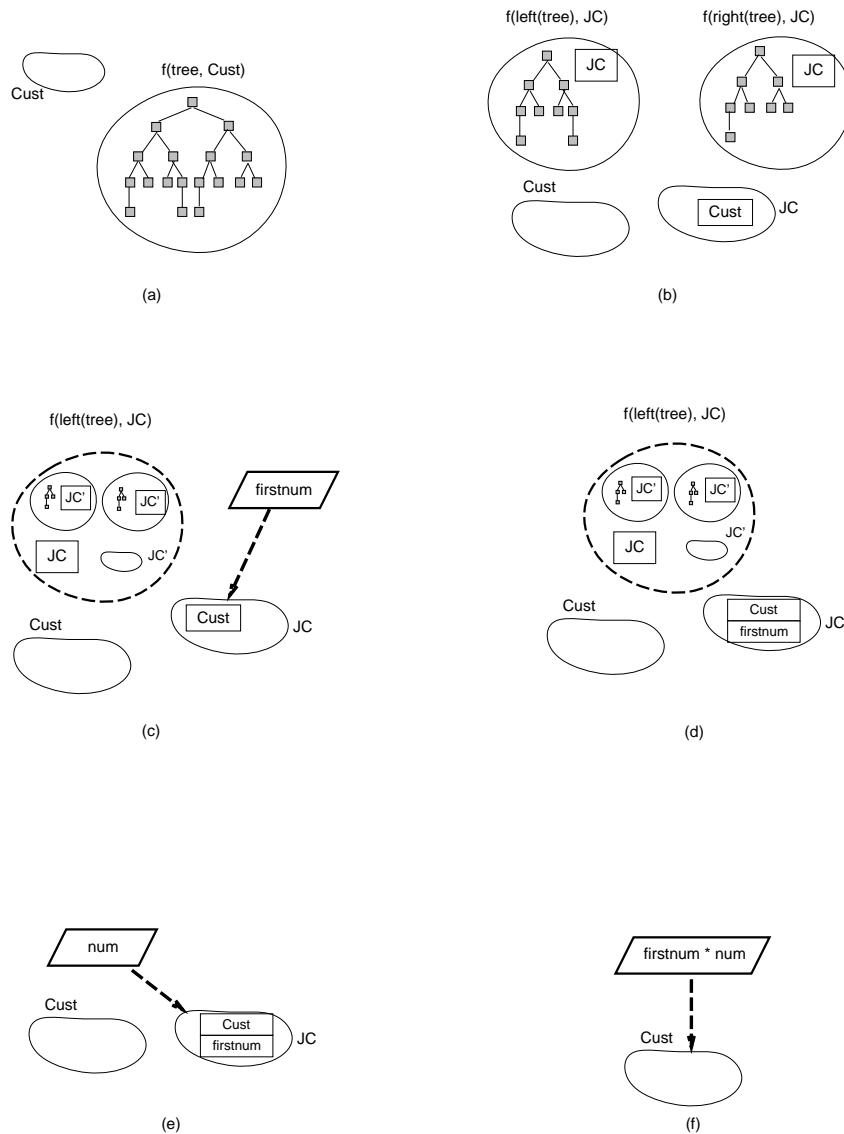 Cust
f(tree, Cust)
(a)
f(left(tree), JC)
f(right(tree), JC)
JC
JC
Cust
Cust
JC
(b)
f(left(tree), JC)
JC'
JC'
firstnum
JC
JC'
Cust
Cust
JC
(c)
f(left(tree), JC)
JC'
JC'
JC
JC'
Cust
Cust
firstnum
JC
(d)
num
Cust
Cust
firstnum
JC
(e)
firstnum * num
Cust
(f)